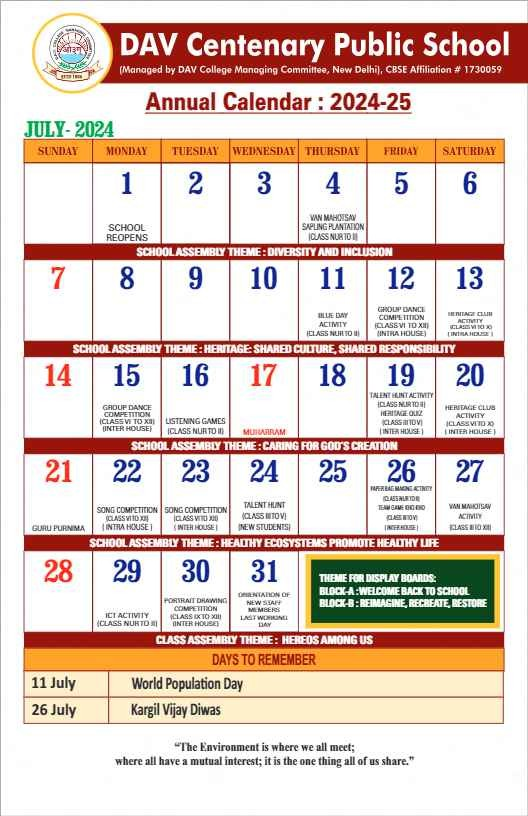 DAV Centenary Public School
(Managed by DAV College Managing Committee, New Delhi), CBSE Affiliation # 1730059
ESTD 1886
Annual Calendar : 2024-25
JULY- 2024
SUNDAY MONDAY TUESDAY WEDNESDAY THURSDAY FRIDAY SATURDAY
1 2 3 4 5 6
SCHOOL
REOPENS
VAN MAHOTSAV
SAPLING PLANTATION
(CLASS NUR TO II)
SCHOOL ASSEMBLY THEME : DIVERSITY AND INCLUSION
7 8 9 10 11 12 13
BLUE DAY
ACTIVITY
(CLASS NUR TO II)
GROUP DANCE
COMPETITION
(CLASS VI TO XII)
(INTRA HOUSE)
HERITAGE CLUB
ACTIVITY
(CLASS VI TO X)
( INTRA HOUSE )
SCHOOL ASSEMBLY THEME : HERITAGE: SHARED CULTURE, SHARED RESPONSIBILITY
14 15 16 17 18 19 20
GROUP DANCE
COMPETITION
(CLASS VI TO XII)
(INTER HOUSE)
LISTENING GAMES
(CLASS NUR TO II)
MUHARRAM
TALENT HUNT ACTIVITY
(CLASS NUR TO II)
HERITAGE QUIZ
(CLASS III TO V)
( INTER HOUSE )
HERITAGE CLUB
ACTIVITY
(CLASS VI TO X)
( INTER HOUSE )
SCHOOL ASSEMBLY THEME : CARING FOR GOD'S CREATION
21 22 23 24 25 26 27
GURU PURNIMA
SONG COMPETITION
(CLASS VI TO XII)
( INTRA HOUSE )
SONG COMPETITION
(CLASS VI TO XII)
( INTER HOUSE )
TALENT HUNT
(CLASS III TO V)
(NEW STUDENTS)
PAPER BAG MAKING ACTIVITY
(CLASS NUR TO II)
TEAM GAME KHO KHO
(CLASS III TO V)
(INTER HOUSE )
VAN MAHOTSAV
ACTIVITY
(CLASS III TO XII)
SCHOOL ASSEMBLY THEME : HEALTHY ECOSYSTEMS PROMOTE HEALTHY LIFE
28 29 30 31
ICT ACTIVITY
(CLASS NUR TO II)
PORTRAIT DRAWING
COMPETITION
(CLASS IX TO XII)
(INTER HOUSE)
ORIENTATION OF
NEW STAFF
MEMBERS
LAST WORKING
DAY
THEME FOR DISPLAY BOARDS:
BLOCK-A : WELCOME BACK TO SCHOOL
BLOCK-B : REIMAGINE, RECREATE, RESTORE
CLASS ASSEMBLY THEME : HEREOS AMONG US
DAYS TO REMEMBER
11 July World Population Day
26 July Kargil Vijay Diwas
“The Environment is where we all meet;
where all have a mutual interest; it is the one thing all of us share.”